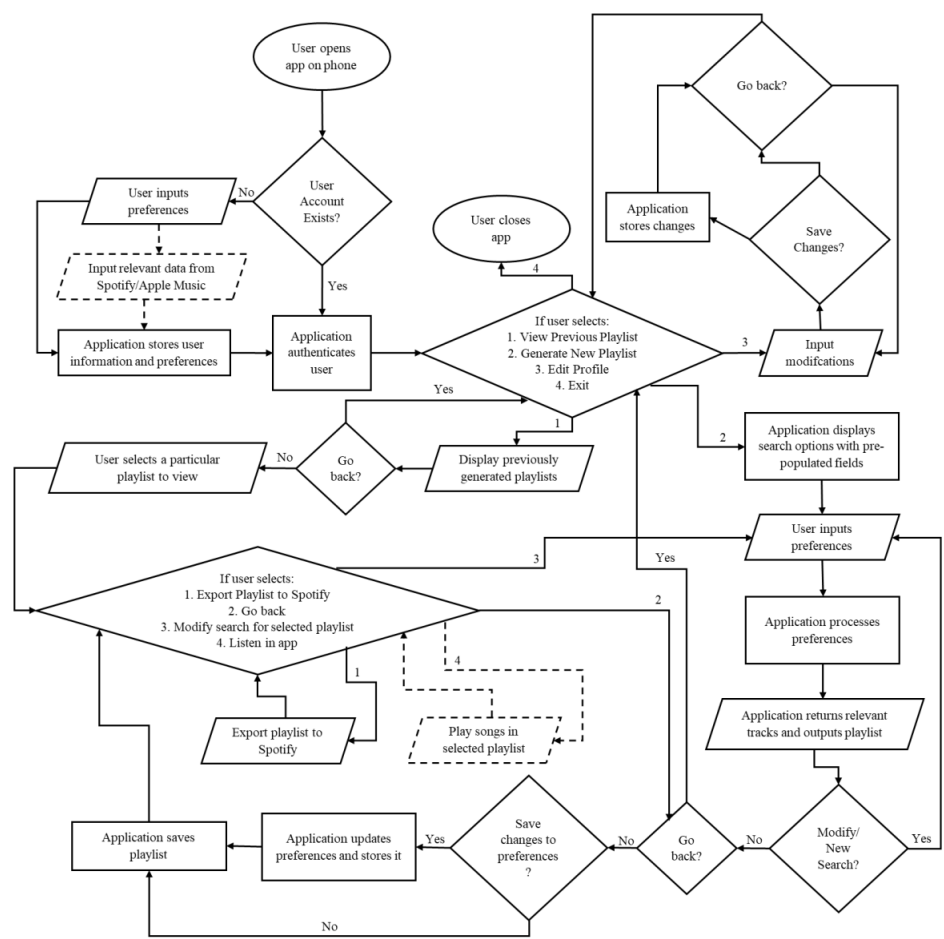 User opens
app on phone
Go back?
User
Account
Exists?
No
User inputs
preferences
Application
stores changes
Save
Changes?
User closes
app
Input relevant data from
Spotify/Apple Music
4
Yes
Application stores user
information and preferences
Application
authenticates
user
If user selects:
1. View Previous Playlist
2. Generate New Playlist
3. Edit Profile
4. Exit
3
Input
modifcations
Yes
1
2
Application displays
search options with pre-
populated fields
User selects a particular
playlist to view
No
Go
back?
Display previously
generated playlists
User inputs
preferences
3
Yes
If user selects:
1. Export Playlist to Spotify
2. Go back
3. Modify search for selected playlist
4. Listen in app
2
Application processes
preferences
1
4
Export playlist to
Spotify
Play songs in
selected playlist
Application returns relevant
tracks and outputs playlist
Application saves
playlist
Application updates
preferences and stores it
Yes
Save
changes to
preferences
?
No
Go
back?
No
Modify/
New
Search?
Yes
No